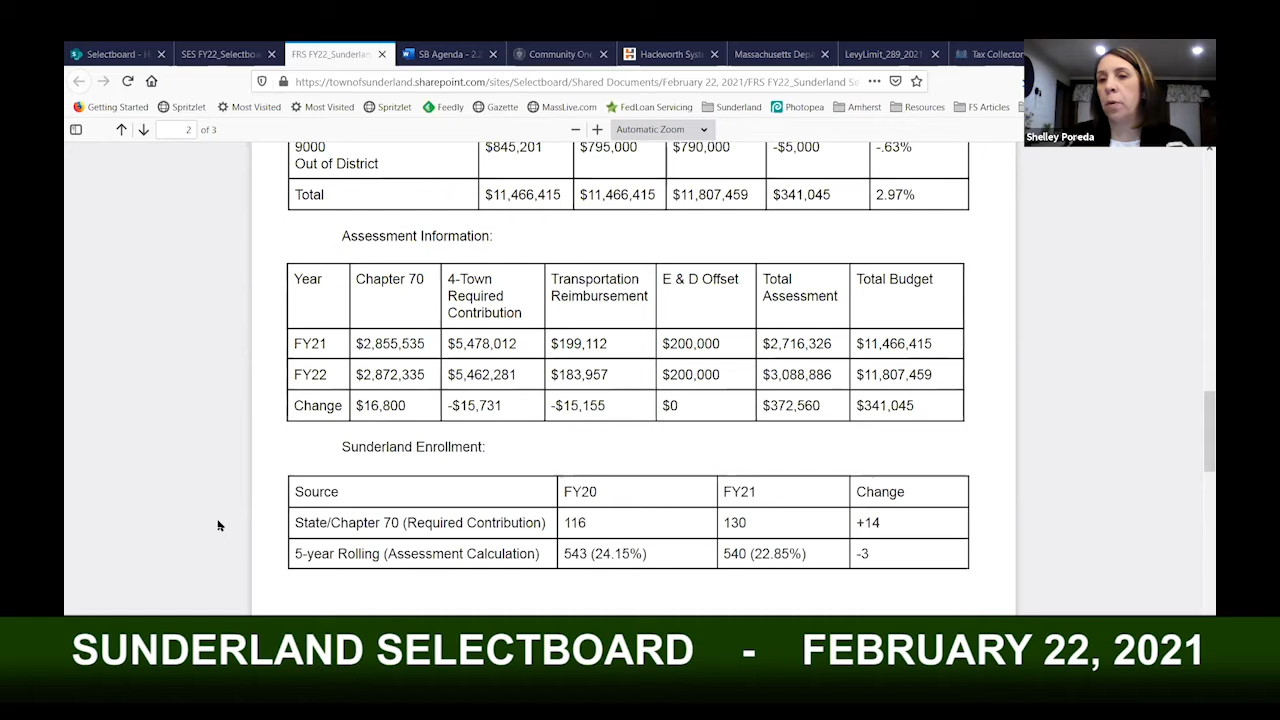 Selectboard - H
SES FY22_Selectbo
FRS FY22_Sunderla
SB Agenda - 2.
Community One
Hackworth Syst
Massachusetts Dep
LevyLimit_289_2021
Tax Collector
https://townofsunderland.sharepoint.com/sites/Selectboard/Shared Documents/February 22, 2021/FRS FY22_Sunderland Se
Getting Started Spritzlet Most Visited Most Visited Spritzlet Feedly Gazette MassLive.com FedLoan Servicing Sunderland Photopea Amherst Resources FS Articles
Shelley Poreda
2 of 3
Automatic Zoom
9000 $845,201 $795,000 $790,000 -$5,000 -.63%
Out of District
Total $11,466,415 $11,466,415 $11,807,459 $341,045 2.97%
Assessment Information:
Year Chapter 70 4-Town Transportation E & D Offset Total Total Budget
Required Reimbursement Assessment
Contribution
FY21 $2,855,535 $5,478,012 $199,112 $200,000 $2,716,326 $11,466,415
FY22 $2,872,335 $5,462,281 $183,957 $200,000 $3,088,886 $11,807,459
Change $16,800 -$15,731 -$15,155 $0 $372,560 $341,045
Sunderland Enrollment:
Source FY20 FY21 Change
State/Chapter 70 (Required Contribution) 116 130 +14
5-year Rolling (Assessment Calculation) 543 (24.15%) 540 (22.85%) -3
SUNDERLAND SELECTBOARD - FEBRUARY 22, 2021